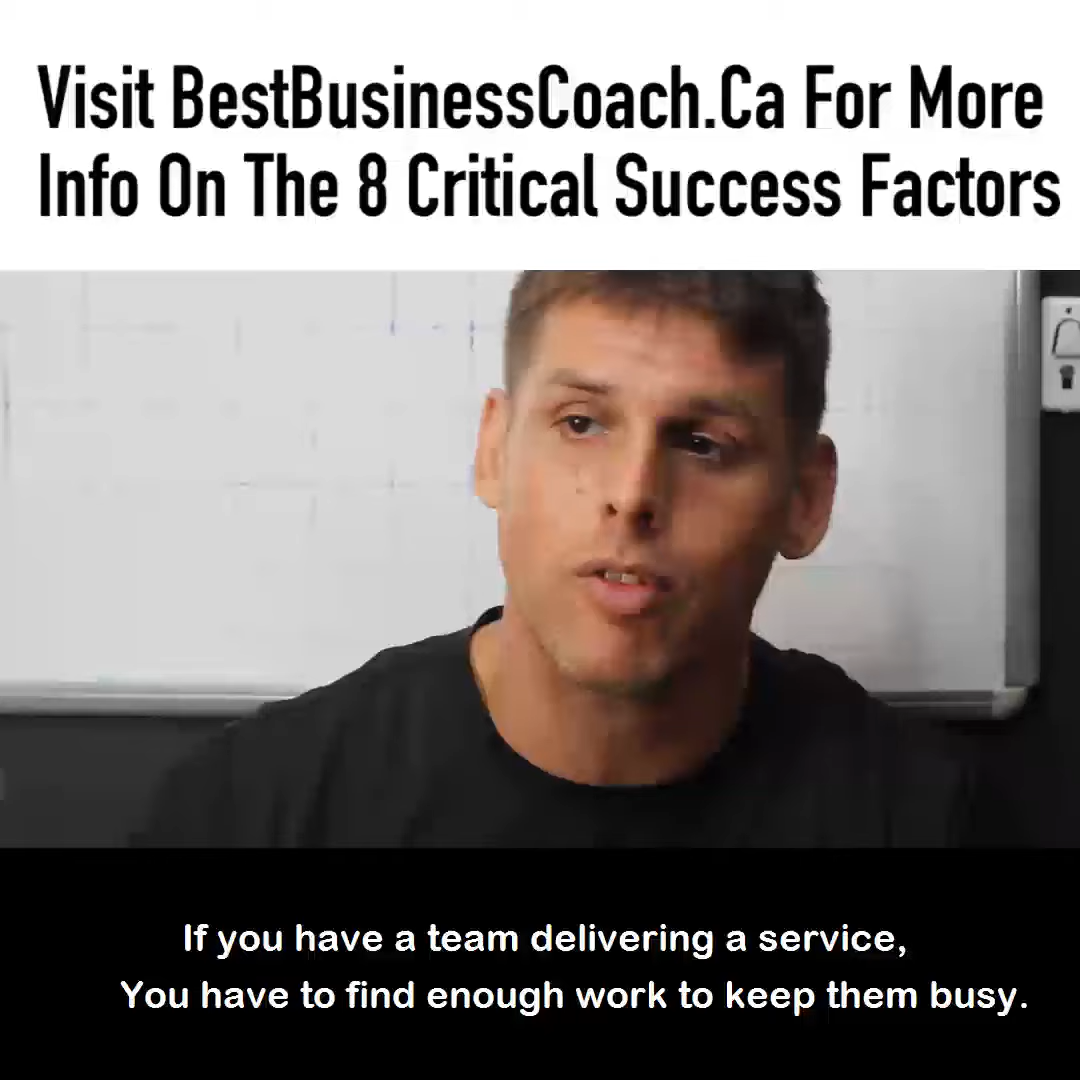 Visit BestBusinessCoach.Ca For More
Info On The 8 Critical Success Factors
If you have a team delivering a service,
You have to find enough work to keep them busy.